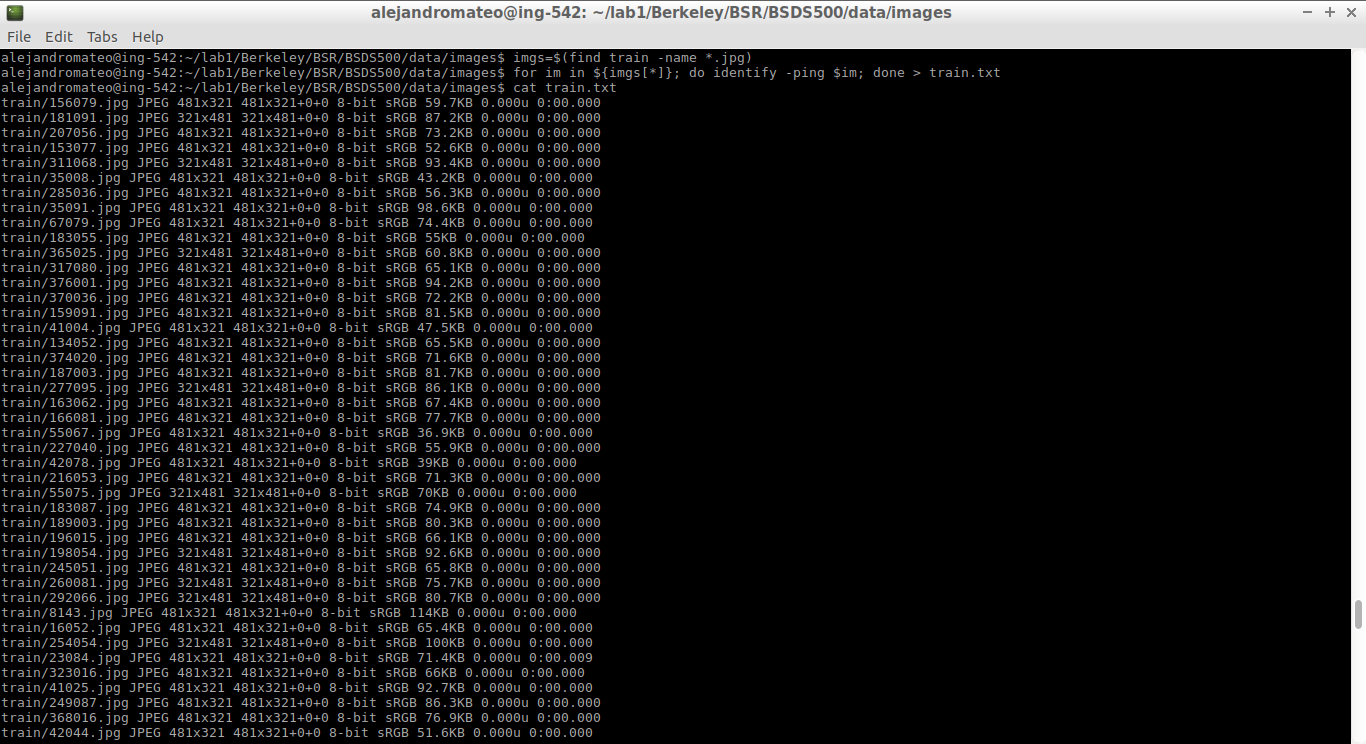 alejandromateo@ing-542: ~/lab1/Berkeley/BSR/BSDS500/data/images
File Edit Tabs Help
alejandromateo@ing-542:~/lab1/Berkeley/BSR/BSDS500/data/images$ imgs=$(find train -name *.jpg)
alejandromateo@ing-542:~/lab1/Berkeley/BSR/BSDS500/data/images$ for im in ${imgs[*]}; do identify -ping $im; done > train.txt
alejandromateo@ing-542:~/lab1/Berkeley/BSR/BSDS500/data/images$ cat train.txt
train/156079.jpg JPEG 481x321 481x321+0+0 8-bit sRGB 59.7KB 0.000u 0:00.000
train/181091.jpg JPEG 321x481 321x481+0+0 8-bit sRGB 87.2KB 0.000u 0:00.000
train/207056.jpg JPEG 481x321 481x321+0+0 8-bit sRGB 73.2KB 0.000u 0:00.000
train/153077.jpg JPEG 481x321 481x321+0+0 8-bit sRGB 52.6KB 0.000u 0:00.000
train/311068.jpg JPEG 321x481 321x481+0+0 8-bit sRGB 93.4KB 0.000u 0:00.000
train/35008.jpg JPEG 481x321 481x321+0+0 8-bit sRGB 43.2KB 0.000u 0:00.000
train/285036.jpg JPEG 481x321 481x321+0+0 8-bit sRGB 56.3KB 0.000u 0:00.000
train/35091.jpg JPEG 481x321 481x321+0+0 8-bit sRGB 98.6KB 0.000u 0:00.000
train/67079.jpg JPEG 481x321 481x321+0+0 8-bit sRGB 74.4KB 0.000u 0:00.000
train/183055.jpg JPEG 481x321 481x321+0+0 8-bit sRGB 55KB 0.000u 0:00.000
train/365025.jpg JPEG 321x481 321x481+0+0 8-bit sRGB 60.8KB 0.000u 0:00.000
train/317080.jpg JPEG 481x321 481x321+0+0 8-bit sRGB 65.1KB 0.000u 0:00.000
train/376001.jpg JPEG 481x321 481x321+0+0 8-bit sRGB 94.2KB 0.000u 0:00.000
train/370036.jpg JPEG 481x321 481x321+0+0 8-bit sRGB 72.2KB 0.000u 0:00.000
train/159091.jpg JPEG 481x321 481x321+0+0 8-bit sRGB 81.5KB 0.000u 0:00.000
train/41004.jpg JPEG 481x321 481x321+0+0 8-bit sRGB 47.5KB 0.000u 0:00.000
train/134052.jpg JPEG 481x321 481x321+0+0 8-bit sRGB 65.5KB 0.000u 0:00.000
train/374020.jpg JPEG 481x321 481x321+0+0 8-bit sRGB 71.6KB 0.000u 0:00.000
train/187003.jpg JPEG 481x321 481x321+0+0 8-bit sRGB 81.7KB 0.000u 0:00.000
train/277095.jpg JPEG 321x481 321x481+0+0 8-bit sRGB 86.1KB 0.000u 0:00.000
train/163062.jpg JPEG 481x321 481x321+0+0 8-bit sRGB 67.4KB 0.000u 0:00.000
train/166081.jpg JPEG 481x321 481x321+0+0 8-bit sRGB 77.7KB 0.000u 0:00.000
train/55067.jpg JPEG 481x321 481x321+0+0 8-bit sRGB 36.9KB 0.000u 0:00.000
train/227040.jpg JPEG 481x321 481x321+0+0 8-bit sRGB 55.9KB 0.000u 0:00.000
train/42078.jpg JPEG 481x321 481x321+0+0 8-bit sRGB 39KB 0.000u 0:00.000
train/216053.jpg JPEG 481x321 481x321+0+0 8-bit sRGB 71.3KB 0.000u 0:00.000
train/55075.jpg JPEG 321x481 321x481+0+0 8-bit sRGB 70KB 0.000u 0:00.000
train/183087.jpg JPEG 481x321 481x321+0+0 8-bit sRGB 74.9KB 0.000u 0:00.000
train/189003.jpg JPEG 481x321 481x321+0+0 8-bit sRGB 80.3KB 0.000u 0:00.000
train/196015.jpg JPEG 481x321 481x321+0+0 8-bit sRGB 66.1KB 0.000u 0:00.000
train/198054.jpg JPEG 321x481 321x481+0+0 8-bit sRGB 92.6KB 0.000u 0:00.000
train/245051.jpg JPEG 481x321 481x321+0+0 8-bit sRGB 65.8KB 0.000u 0:00.000
train/260081.jpg JPEG 321x481 321x481+0+0 8-bit sRGB 75.7KB 0.000u 0:00.000
train/292066.jpg JPEG 321x481 321x481+0+0 8-bit sRGB 80.7KB 0.000u 0:00.000
train/8143.jpg JPEG 481x321 481x321+0+0 8-bit sRGB 114KB 0.000u 0:00.000
train/16052.jpg JPEG 481x321 481x321+0+0 8-bit sRGB 65.4KB 0.000u 0:00.000
train/254054.jpg JPEG 321x481 321x481+0+0 8-bit sRGB 100KB 0.000u 0:00.000
train/23084.jpg JPEG 481x321 481x321+0+0 8-bit sRGB 71.4KB 0.000u 0:00.009
train/323016.jpg JPEG 481x321 481x321+0+0 8-bit sRGB 66KB 0.000u 0:00.000
train/41025.jpg JPEG 481x321 481x321+0+0 8-bit sRGB 92.7KB 0.000u 0:00.000
train/249087.jpg JPEG 481x321 481x321+0+0 8-bit sRGB 86.3KB 0.000u 0:00.000
train/368016.jpg JPEG 481x321 481x321+0+0 8-bit sRGB 76.9KB 0.000u 0:00.000
train/42044.jpg JPEG 481x321 481x321+0+0 8-bit sRGB 51.6KB 0.000u 0:00.000